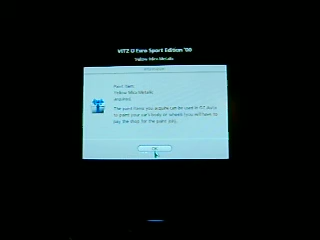 VITZ U Euro Sport Edition '00
Yellow Mica Metallic
Paint Item
Yellow Mica Metallic
acquired.
The paint items you acquire can be used in GT Auto
to paint your car's body or wheels (you will have to
pay the shop for the paint job).
OK